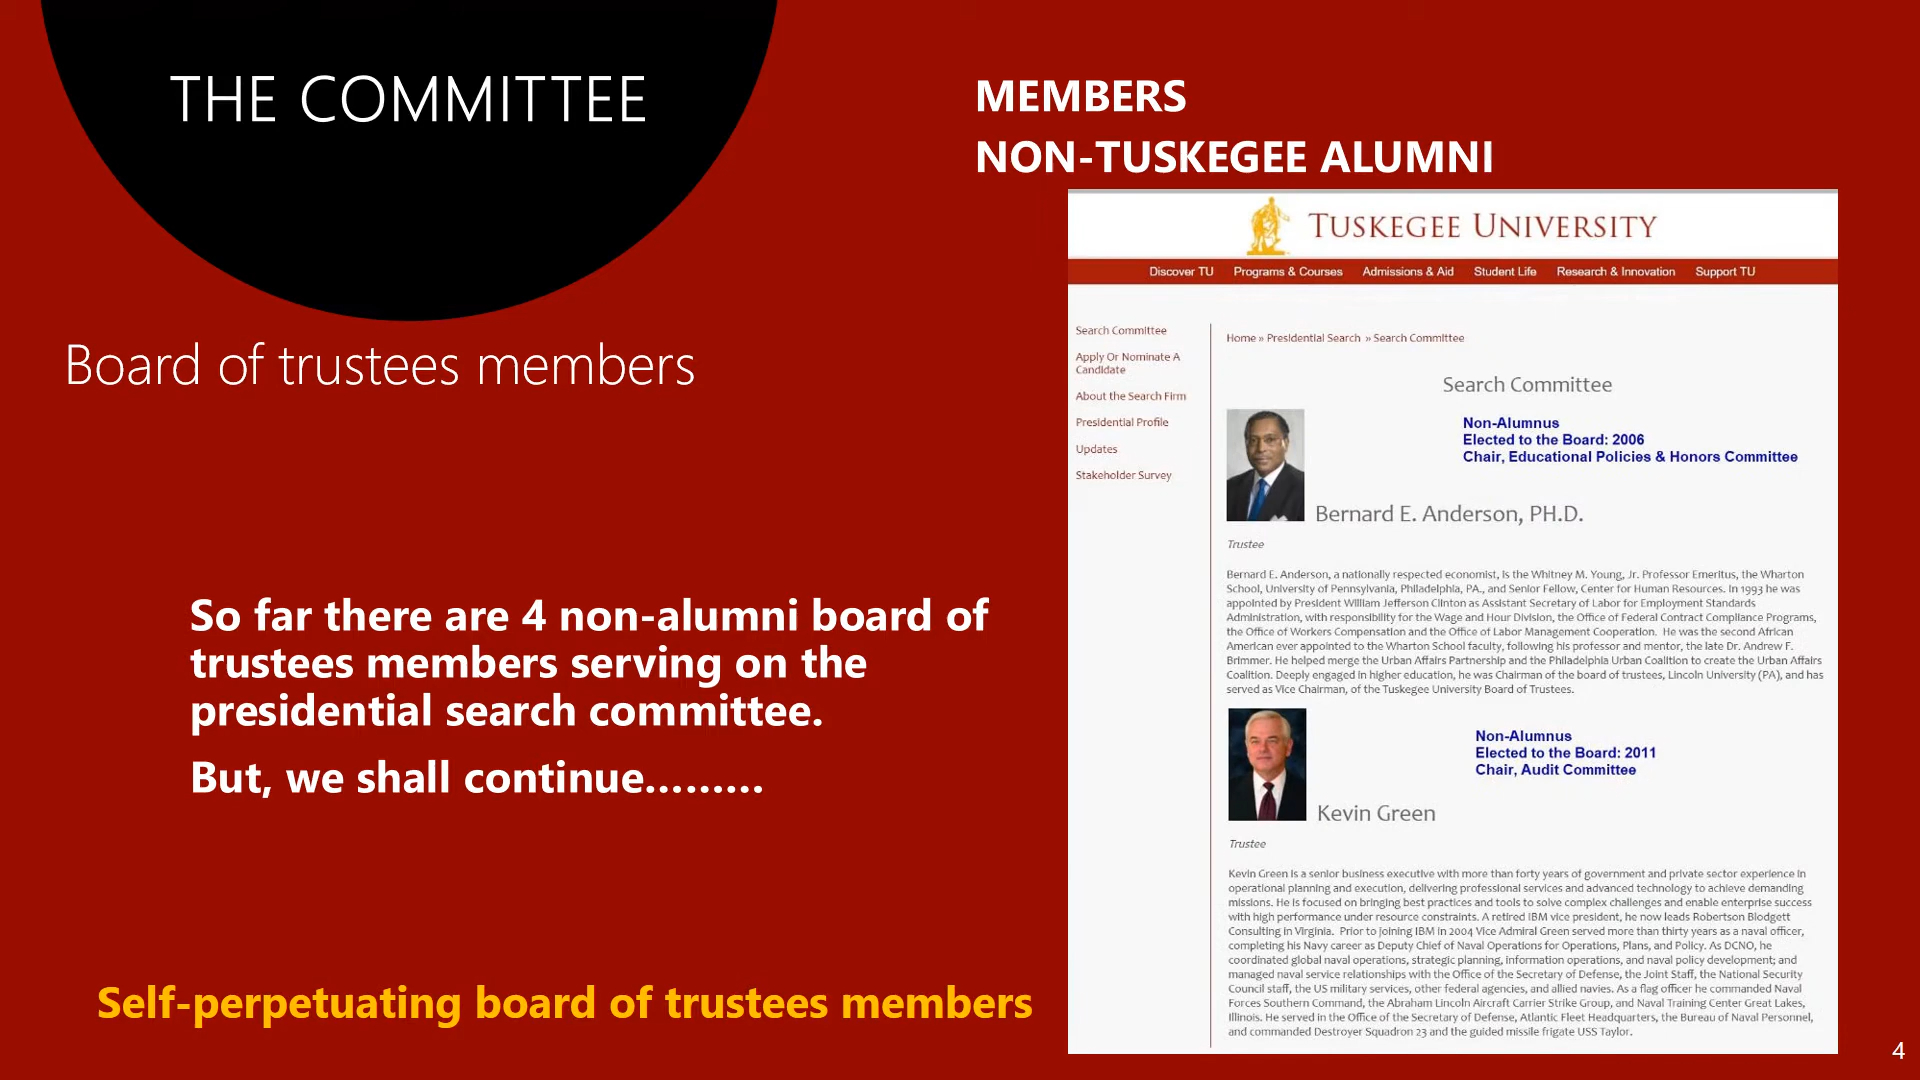 THE COMMITTEE
Board of trustees members
So far there are 4 non-alumni board of
trustees members serving on the
presidential search committee.
But, we shall continue.........
Self-perpetuating board of trustees members
MEMBERS
NON-TUSKEGEE ALUMNI
TUSKEGEE UNIVERSITY
Discover TU Programs & Courses Admissions & Aid Student Life Research & Innovation Support TU
Search Committee
Apply Or Nominate A
Candidate
About the Search Firm
Presidential Profile
Updates
Stakeholder Survey
Home » Presidential Search » Search Committee
Search Committee
Non-Alumnus
Elected to the Board: 2006
Chair, Educational Policies & Honors Committee
Bernard E. Anderson, PH.D.
Trustee
Bernard E. Anderson, a nationally respected economist, is the Whitney M. Young, Jr. Professor Emeritus, the Wharton
School, University of Pennsylvania, Philadelphia, PA., and Senior Fellow, Center for Human Resources. In 1993 he was
appointed by President William Jefferson Clinton as Assistant Secretary of Labor for Employment Standards
Administration, with responsibility for the Wage and Hour Division, the Office of Federal Contract Compliance Programs,
the Office of Workers Compensation and the Office of Labor Management Cooperation. He was the second African
American ever appointed to the Wharton School faculty, following his professor and mentor, the late Dr. Andrew F.
Brimmer. He helped merge the Urban Affairs Partnership and the Philadelphia Urban Coalition to create the Urban Affairs
Coalition. Deeply engaged in higher education, he was Chairman of the board of trustees, Lincoln University (PA), and has
served as Vice Chairman, of the Tuskegee University Board of Trustees.
Non-Alumnus
Elected to the Board: 2011
Chair, Audit Committee
Kevin Green
Trustee
Kevin Green is a senior business executive with more than forty years of government and private sector experience in
operational planning and execution, delivering professional services and advanced technology to achieve demanding
missions. He is focused on bringing best practices and tools to solve complex challenges and enable enterprise success
with high performance under resource constraints. A retired IBM vice president, he now leads Robertson Blodgett
Consulting in Virginia. Prior to joining IBM in 2004 Vice Admiral Green served more than thirty years as a naval officer,
completing his Navy career as Deputy Chief of Naval Operations for Operations, Plans, and Policy. As DCNO, he
coordinated global naval operations, strategic planning, information operations, and naval policy development; and
managed naval service relationships with the Office of the Secretary of Defense, the Joint Staff, the National Security
Council staff, the US military services, other federal agencies, and allied navies. As a flag officer he commanded Naval
Forces Southern Command, the Abraham Lincoln Aircraft Carrier Strike Group, and Naval Training Center Great Lakes,
Illinois. He served in the Office of the Secretary of Defense, Atlantic Fleet Headquarters, the Bureau of Naval Personnel,
and commanded Destroyer Squadron 23 and the guided missile frigate USS Taylor.
4